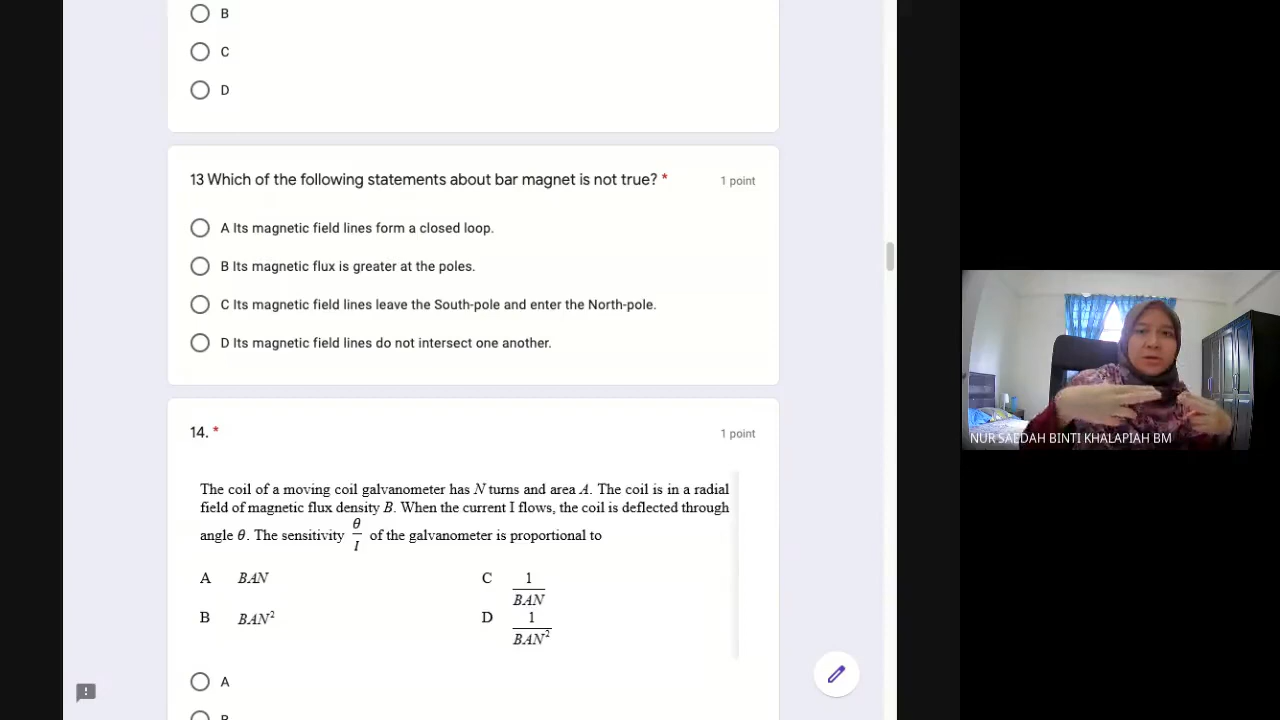 B
C
D
13 Which of the following statements about bar magnet is not true? *
1 point
A Its magnetic field lines form a closed loop.
B Its magnetic flux is greater at the poles.
C Its magnetic field lines leave the South-pole and enter the North-pole.
D Its magnetic field lines do not intersect one another.
14. *
1 point
The coil of a moving coil galvanometer has N turns and area A. The coil is in a radial
field of magnetic flux density B. When the current I flows, the coil is deflected through
angle θ. The sensitivity θ/I of the galvanometer is proportional to
A BAN
C 1/BAN
B BAN²
D 1/BAN²
A
B
NUR SAEDAH BINTI KHALAPIAH BM